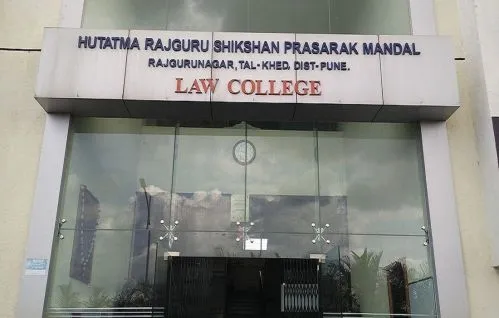 HUTATMA RAJGURU SHIKSHAN PRASARAK MANDAL
RAJGURUNAGAR, TAL-KHED. DIST-PUNE.
LAW COLLEGE